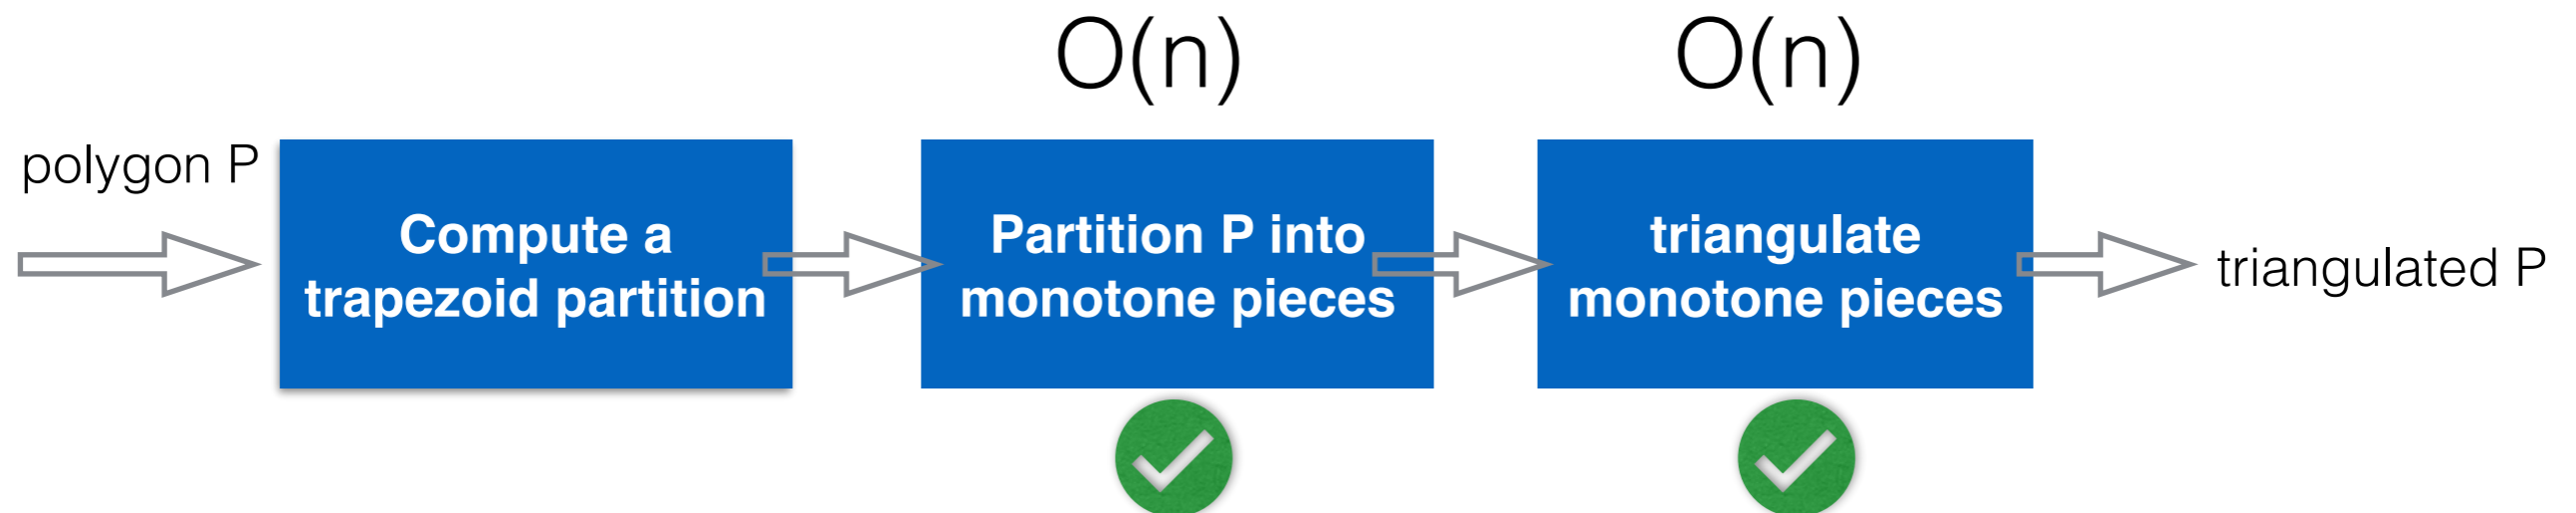 O(n)
O(n)
polygon P
Compute a
trapezoid partition
Partition P into
monotone pieces
triangulate
monotone pieces
triangulated P